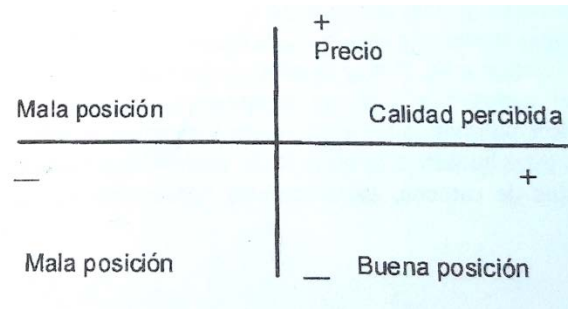 +
Precio
Mala posición
Calidad percibida
— +
Mala posición
— Buena posición